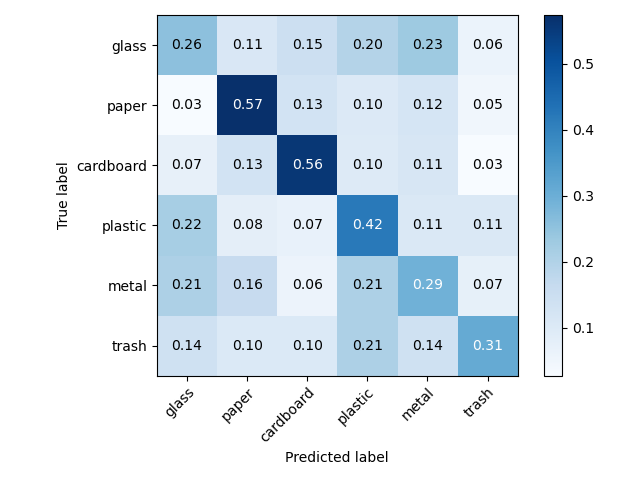 glass 0.26 0.11 0.15 0.20 0.23 0.06
paper 0.03 0.57 0.13 0.10 0.12 0.05
cardboard 0.07 0.13 0.56 0.10 0.11 0.03
plastic 0.22 0.08 0.07 0.42 0.11 0.11
metal 0.21 0.16 0.06 0.21 0.29 0.07
trash 0.14 0.10 0.10 0.21 0.14 0.31
True label
glass paper cardboard plastic metal trash
Predicted label
0.5
0.4
0.3
0.2
0.1